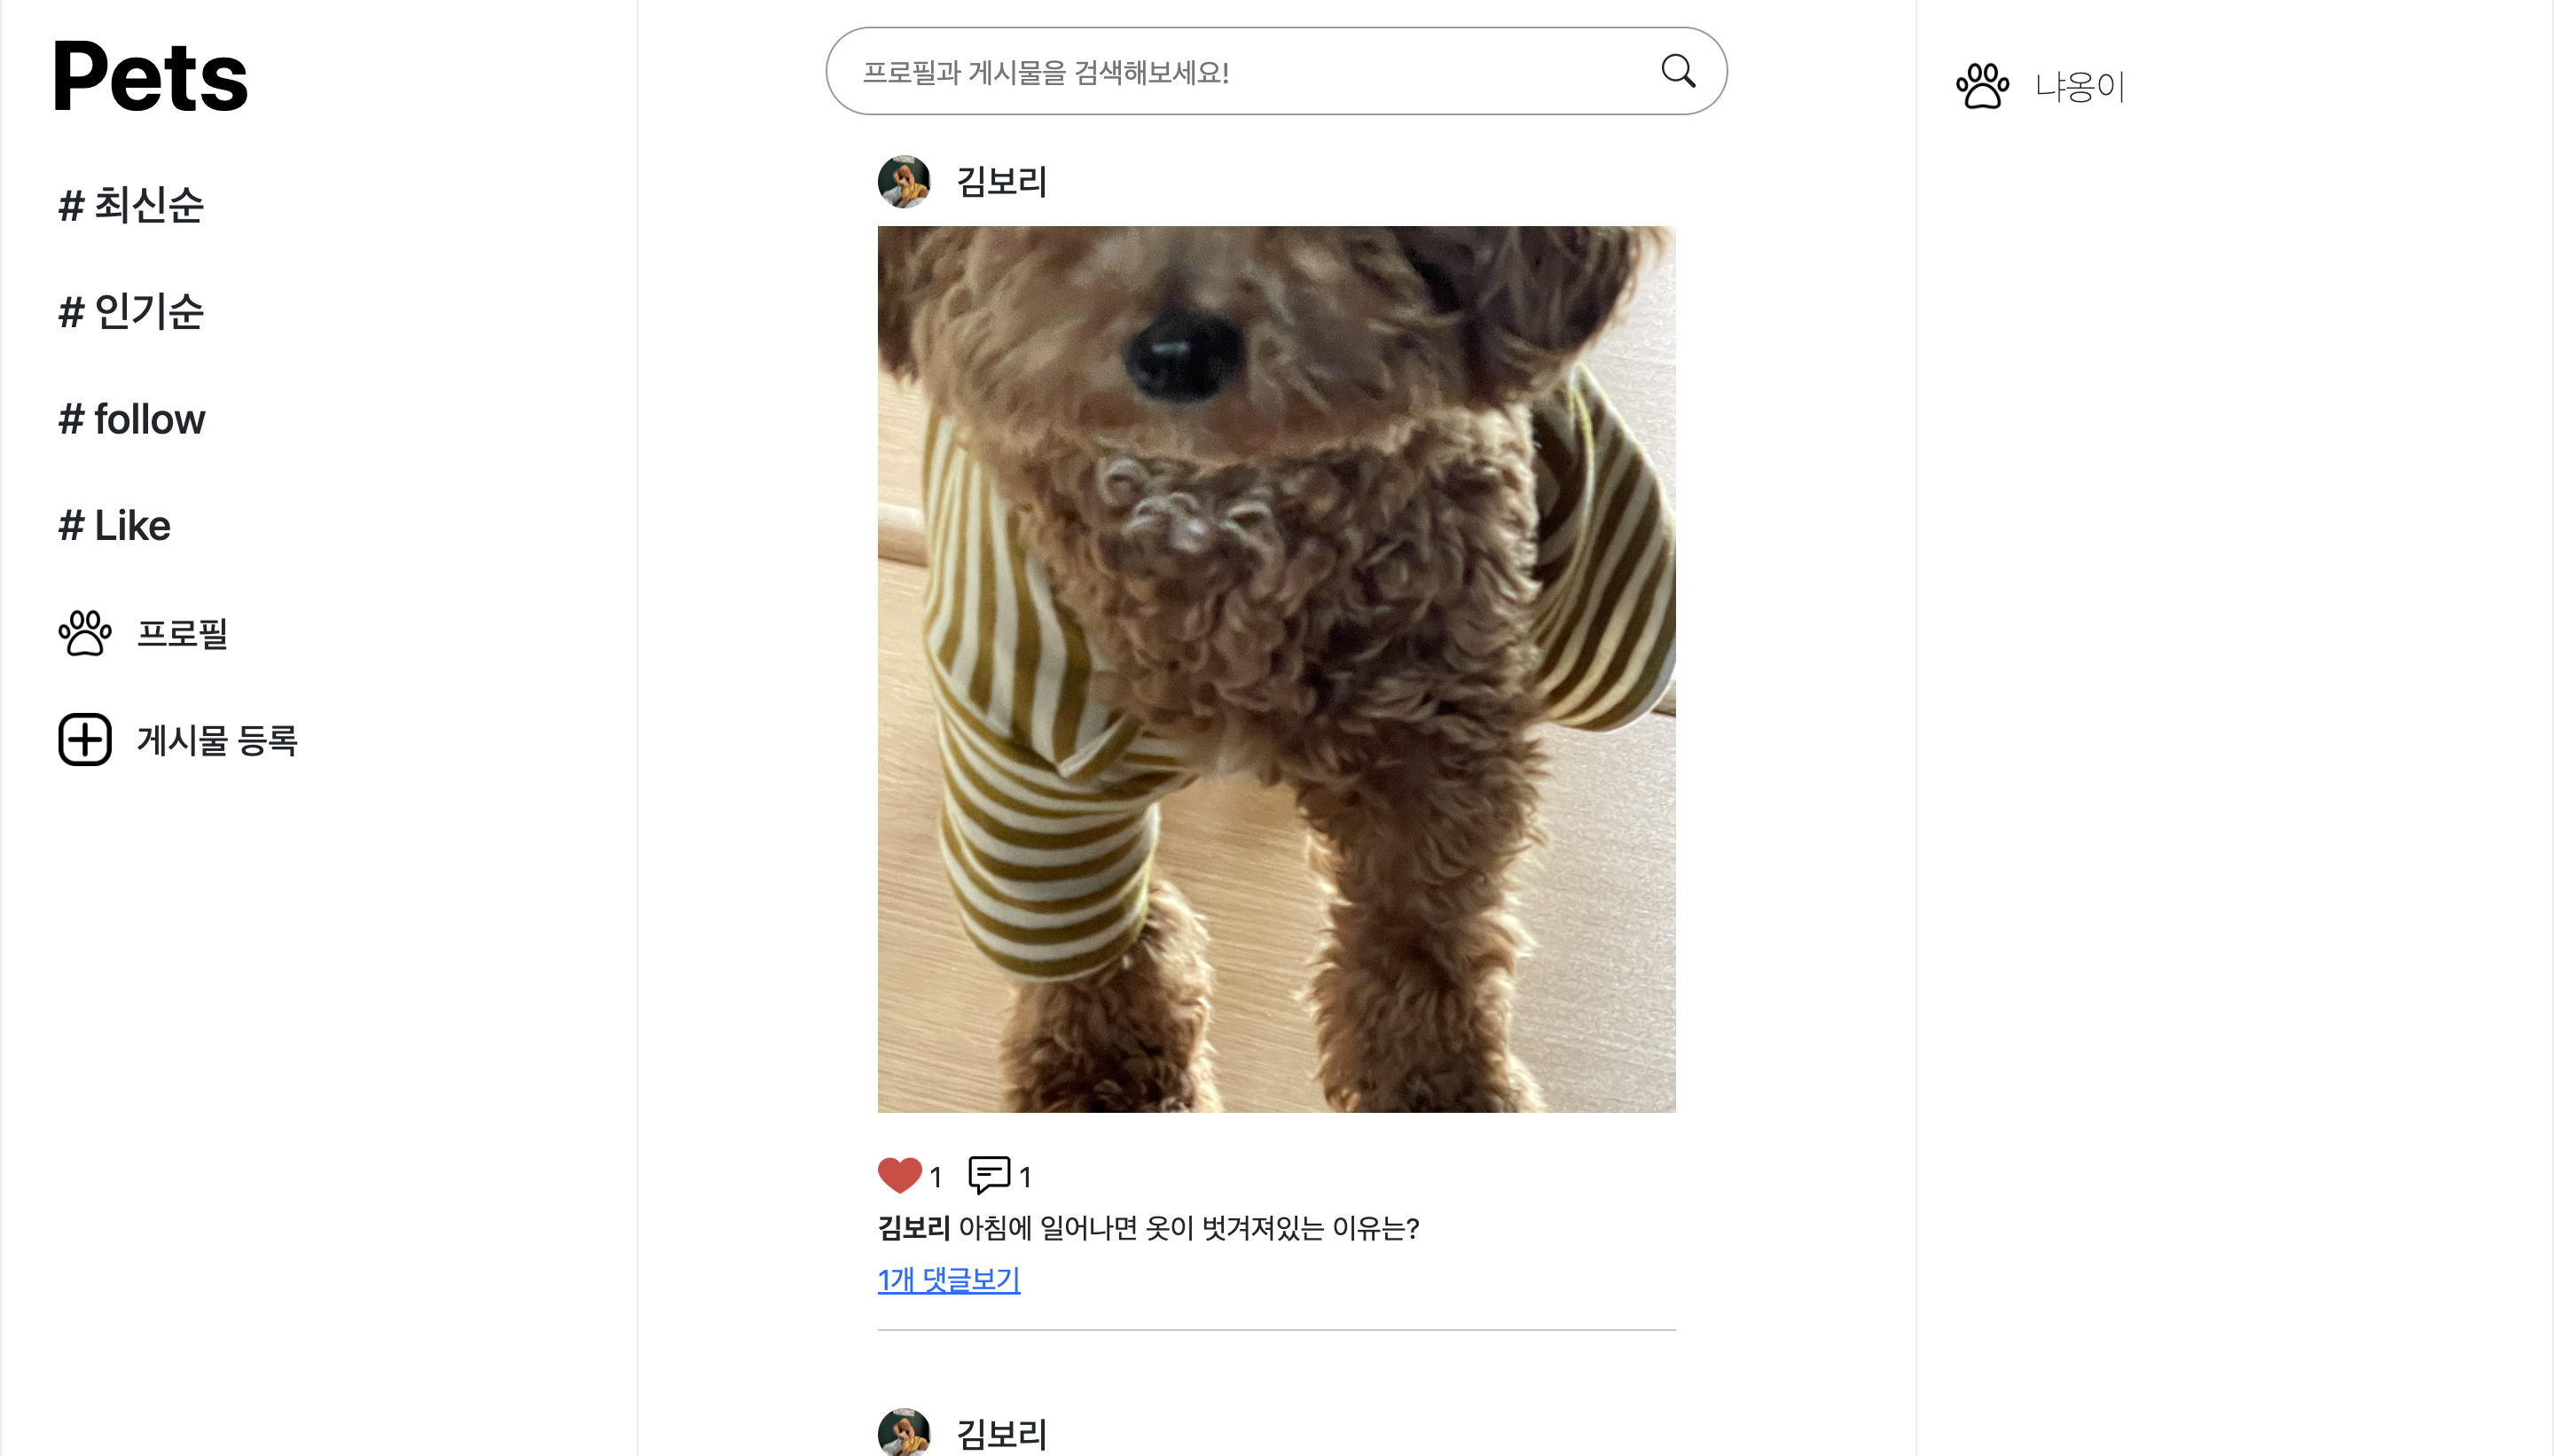 Pets
# 최신순
# 인기순
# follow
# Like
프로필
게시물 등록
프로필과 게시물을 검색해보세요!
김보리
1 1
김보리 아침에 일어나면 옷이 벗겨져있는 이유는?
1개 댓글보기
김보리
냐옹이